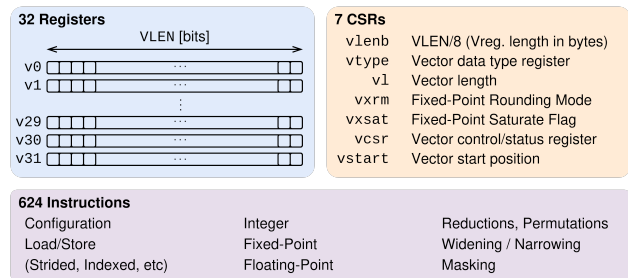 32 Registers
VLEN [bits]
v0 ...
v1 ...
⋮
v29 ...
v30 ...
v31 ...
7 CSRs
vlenb VLEN/8 (Vreg. length in bytes)
vtype Vector data type register
vl Vector length
vxrm Fixed-Point Rounding Mode
vxsat Fixed-Point Saturate Flag
vcsr Vector control/status register
vstart Vector start position
624 Instructions
Configuration Integer Reductions, Permutations
Load/Store Fixed-Point Widening / Narrowing
(Strided, Indexed, etc) Floating-Point Masking